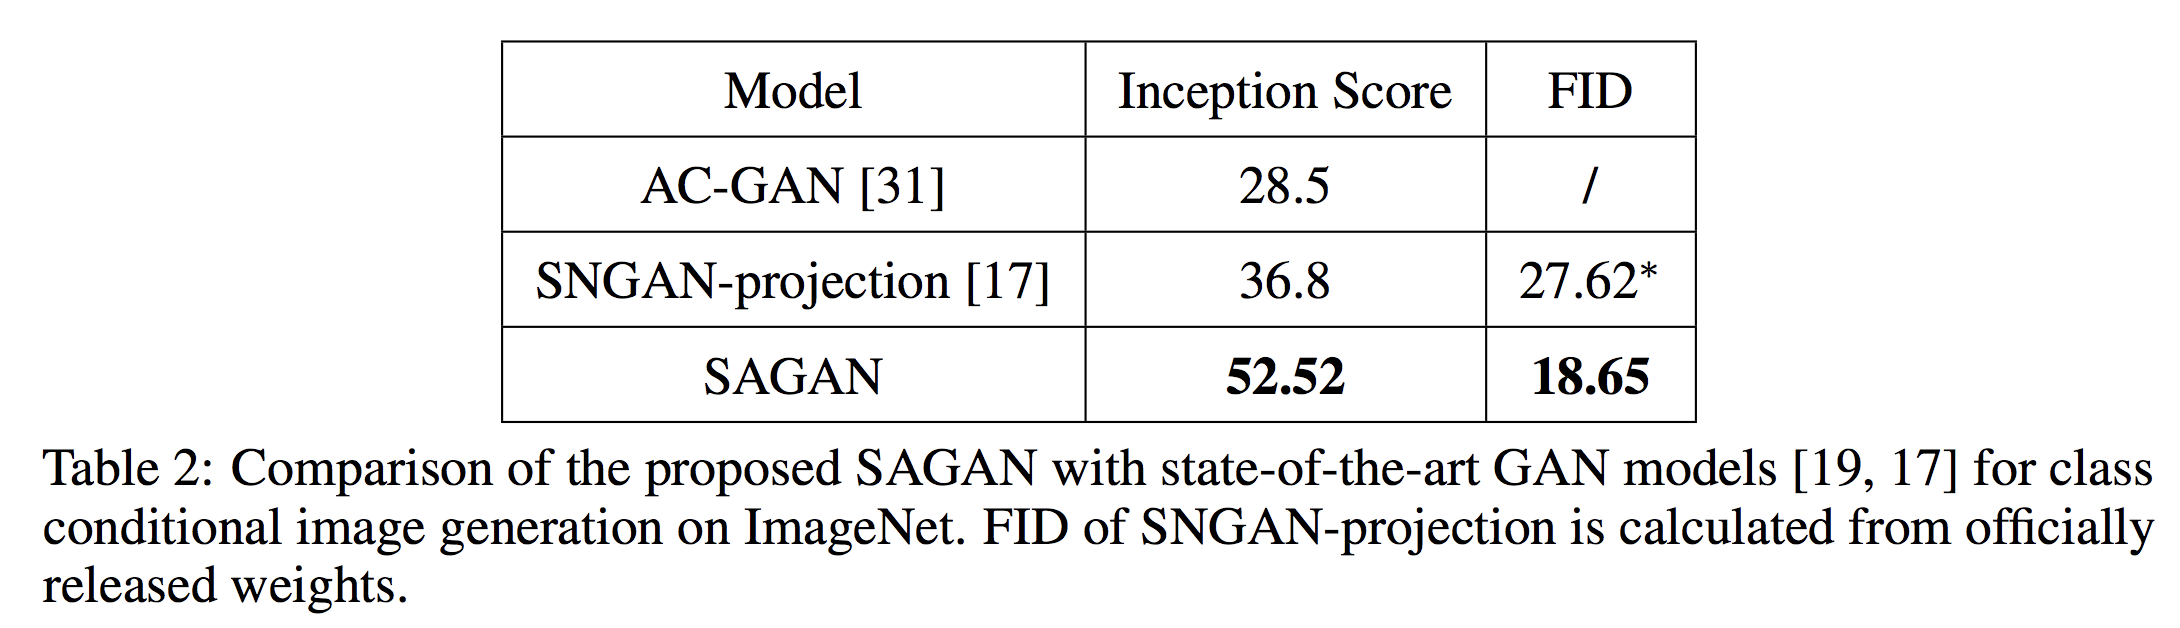 Model Inception Score FID
AC-GAN [31] 28.5 /
SNGAN-projection [17] 36.8 27.62*
SAGAN 52.52 18.65
Table 2: Comparison of the proposed SAGAN with state-of-the-art GAN models [19, 17] for class
conditional image generation on ImageNet. FID of SNGAN-projection is calculated from officially
released weights.